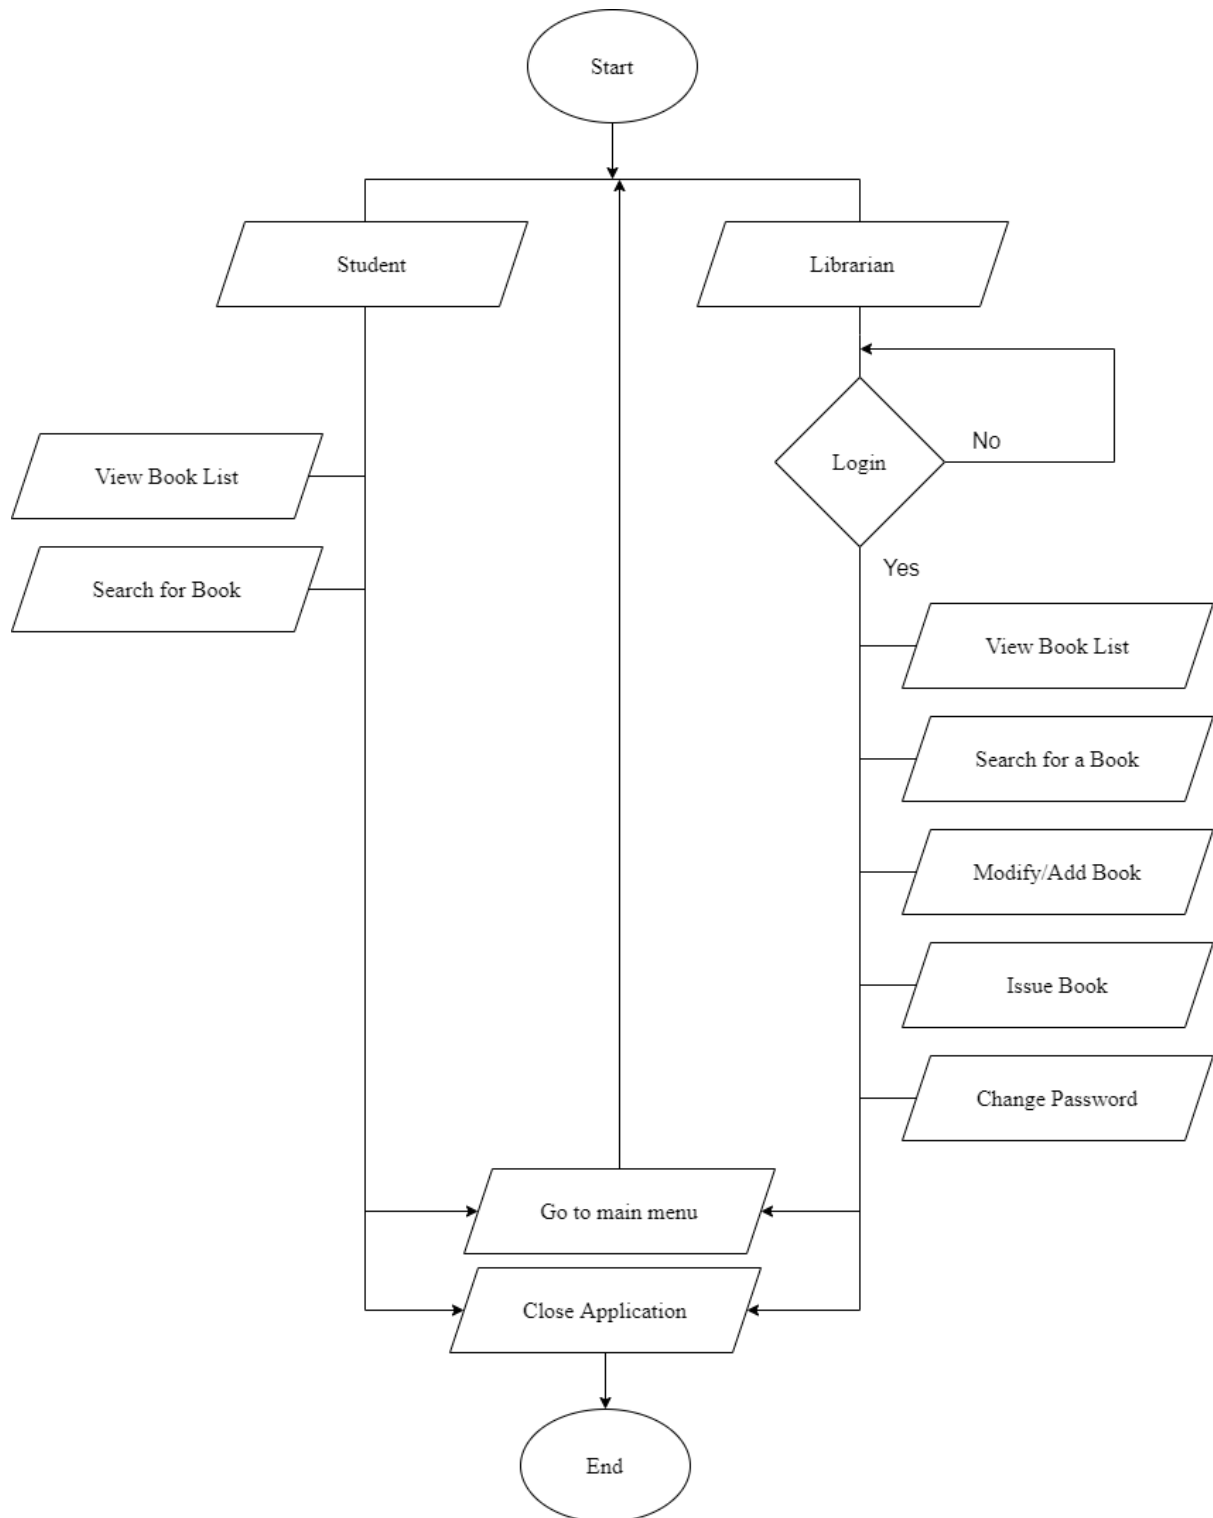 Start
Student
Librarian
View Book List
Search for Book
Login
No
Yes
View Book List
Search for a Book
Modify/Add Book
Issue Book
Change Password
Go to main menu
Close Application
End